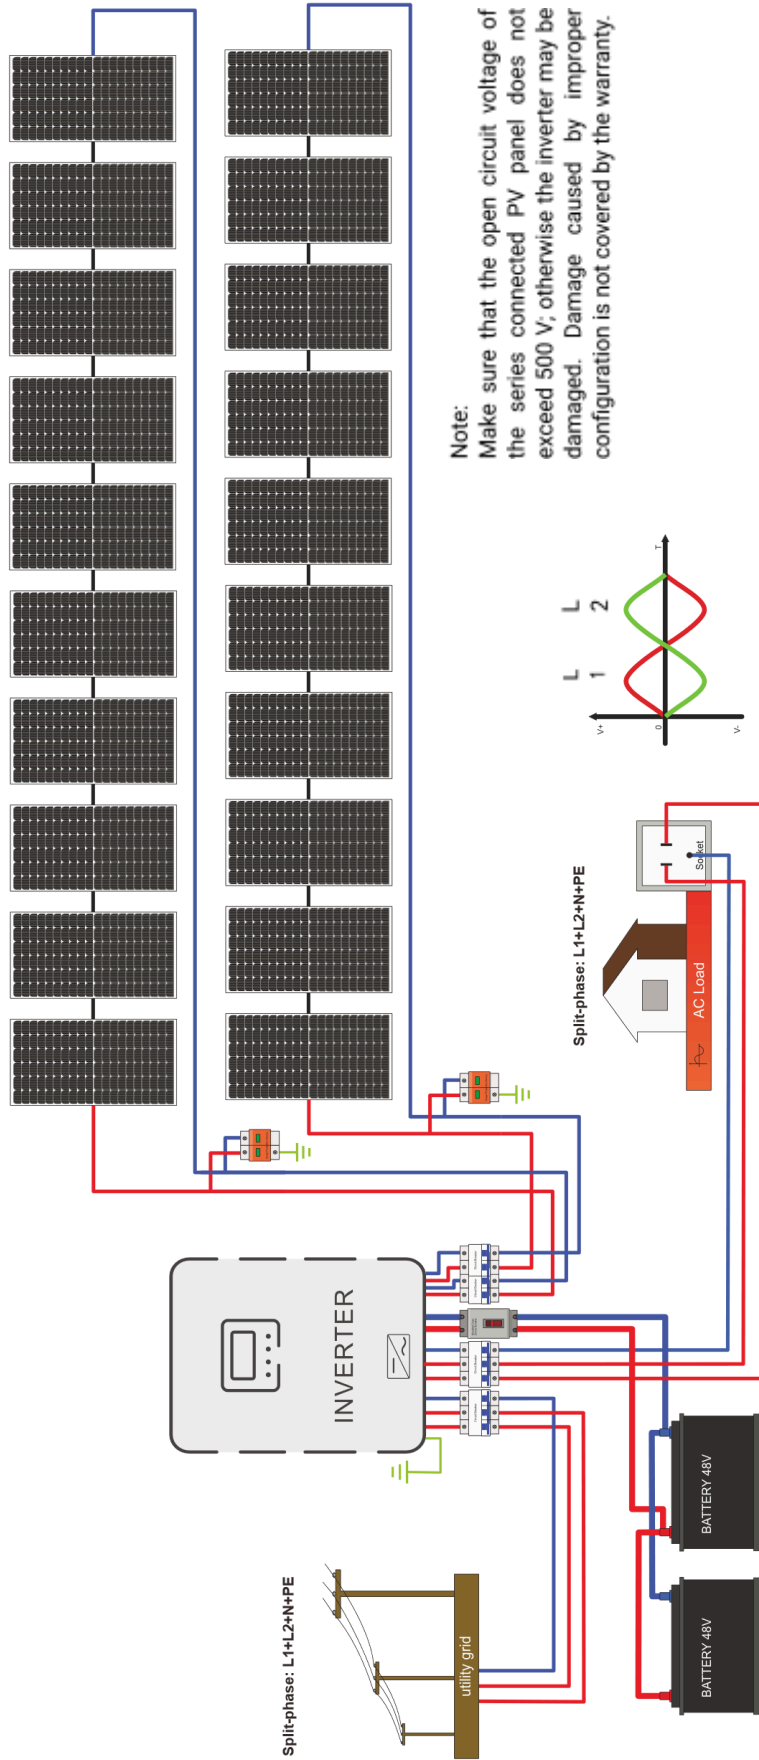 Note:
Make sure that the open circuit voltage of
the series connected PV panel does not
exceed 500 V; otherwise the inverter may be
damaged. Damage caused by improper
configuration is not covered by the warranty.
L L
1 2
V+
0
T
V-
INVERTER
Split-phase: L1+L2+N+PE
utility grid
Split-phase: L1+L2+N+PE
AC Load
Socket
BATTERY 48V
BATTERY 48V